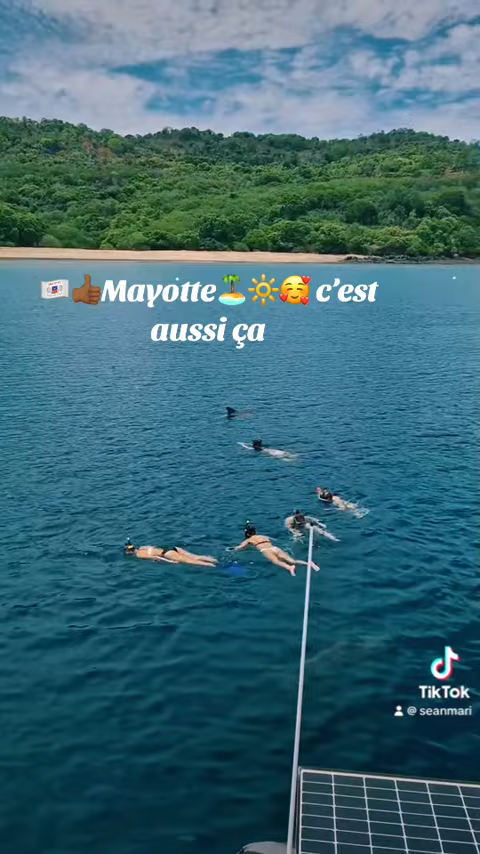 🇾🇹👍🏾Mayotte🏝️🔆🥰 c’est
aussi ça
TikTok
@ seanmari